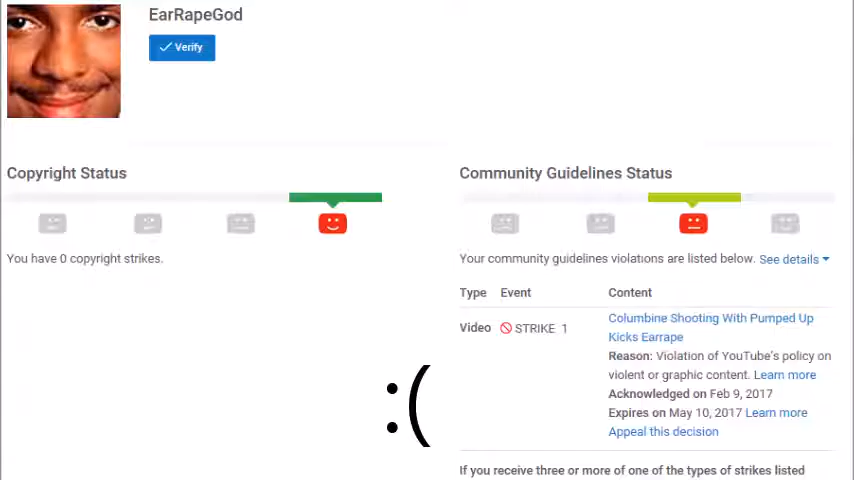 EarRapeGod
Verify
Copyright Status
You have 0 copyright strikes.
Community Guidelines Status
Your community guidelines violations are listed below. See details
Type Event Content
Video STRIKE 1 Columbine Shooting With Pumped Up
Kicks Earrape
Reason: Violation of YouTube's policy on
violent or graphic content. Learn more
Acknowledged on Feb 9, 2017
Expires on May 10, 2017 Learn more
Appeal this decision
:(
If you receive three or more of one of the types of strikes listed